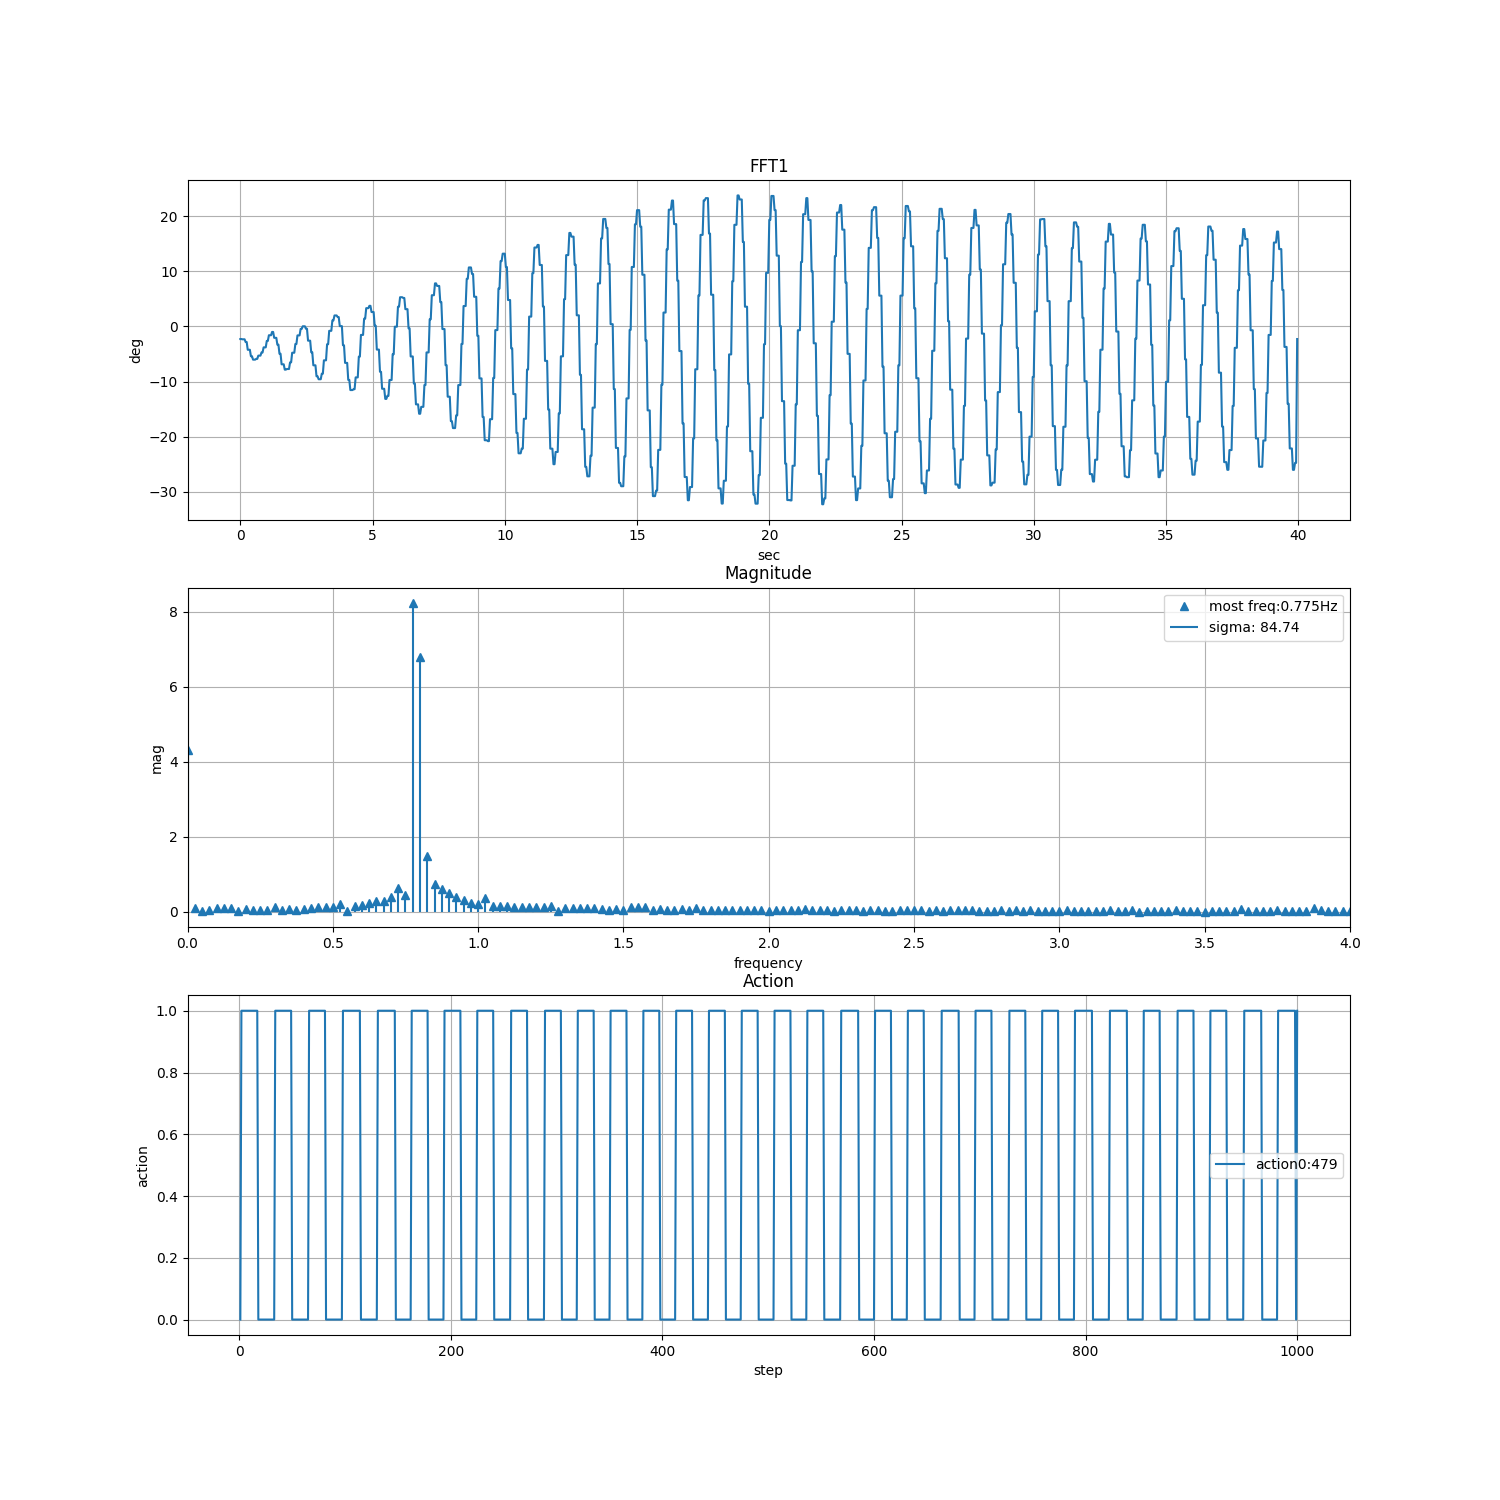 FFT1
20
10
0
−10
−20
−30
deg
0 5 10 15 20 25 30 35 40
sec
Magnitude
most freq:0.775Hz
sigma: 84.74
8
6
4
2
0
mag
0.0 0.5 1.0 1.5 2.0 2.5 3.0 3.5 4.0
frequency
Action
1.0
0.8
0.6
0.4
0.2
0.0
action
action0:479
0 200 400 600 800 1000
step